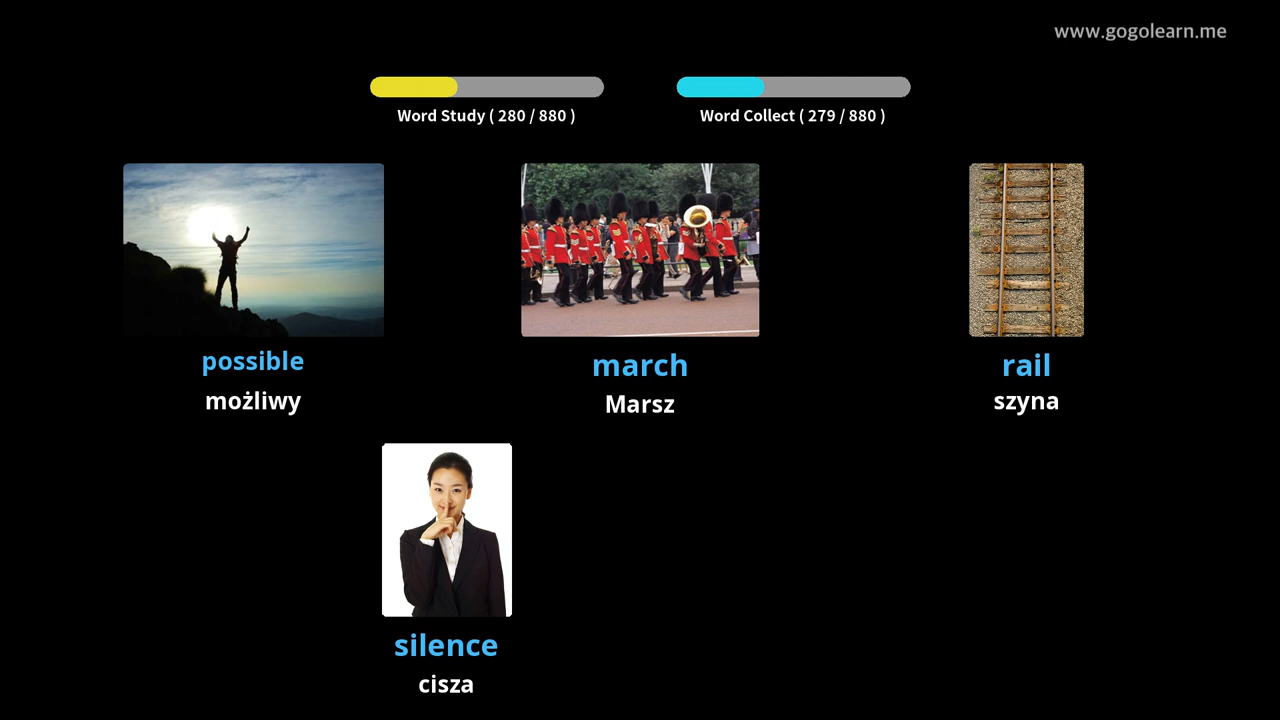 www.gogolearn.me
Word Study ( 280 / 880 )
Word Collect ( 279 / 880 )
possible
możliwy
march
Marsz
rail
szyna
silence
cisza